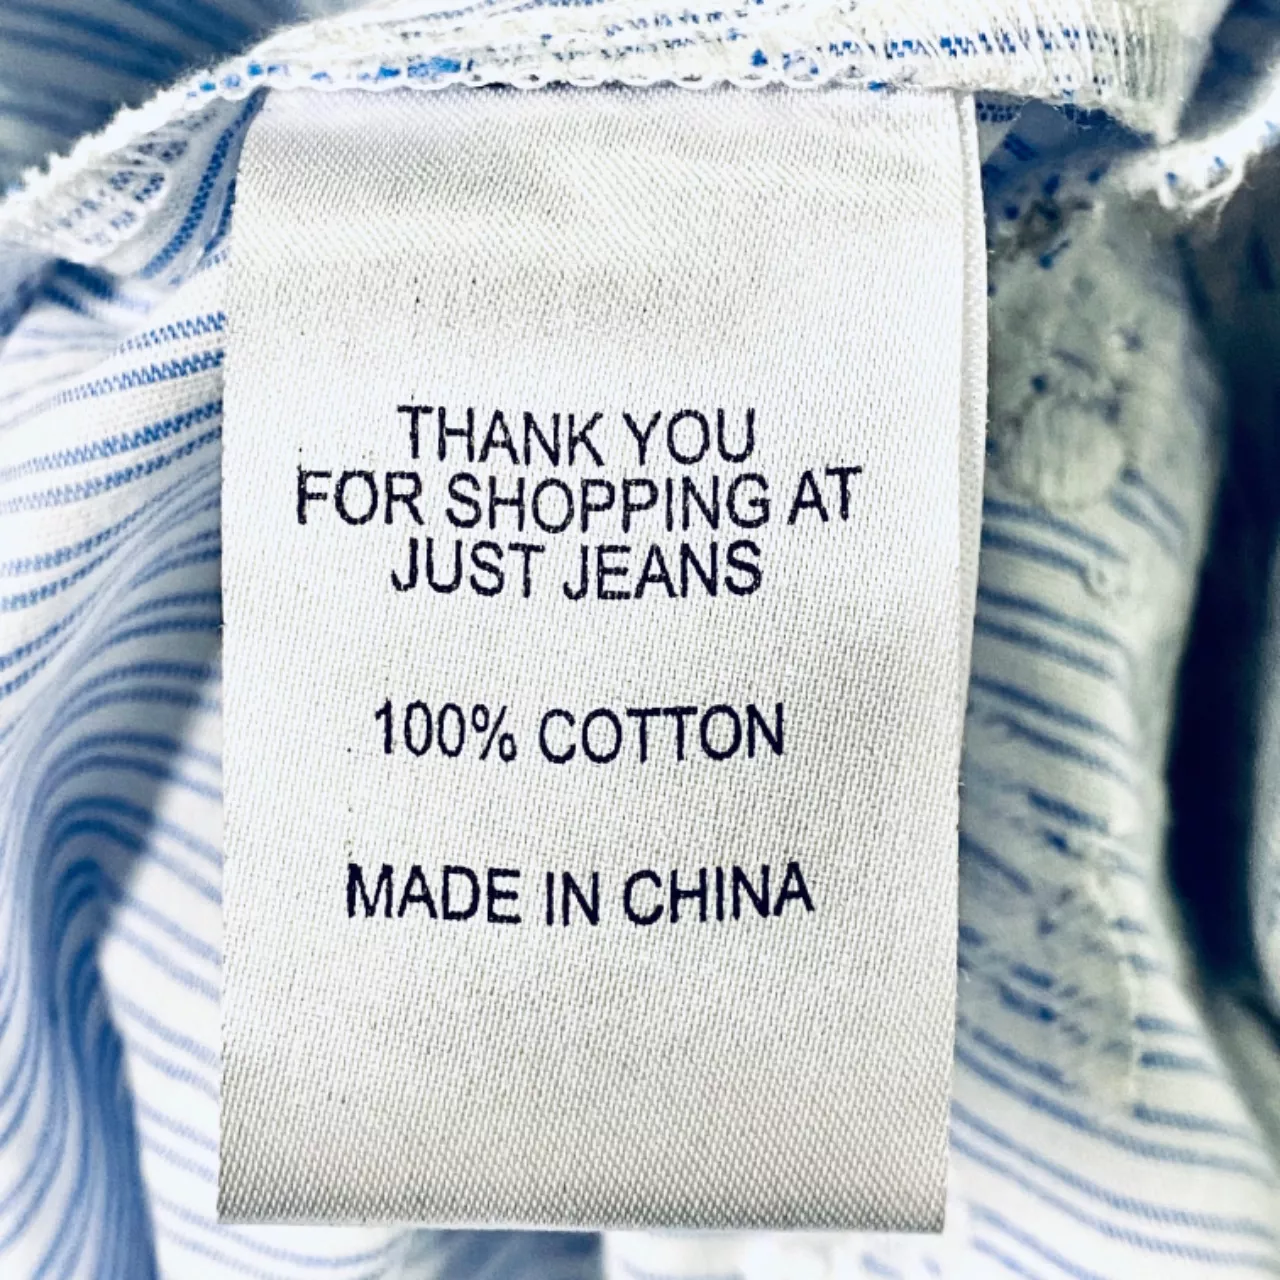 THANK YOU
FOR SHOPPING AT
JUST JEANS
100% COTTON
MADE IN CHINA